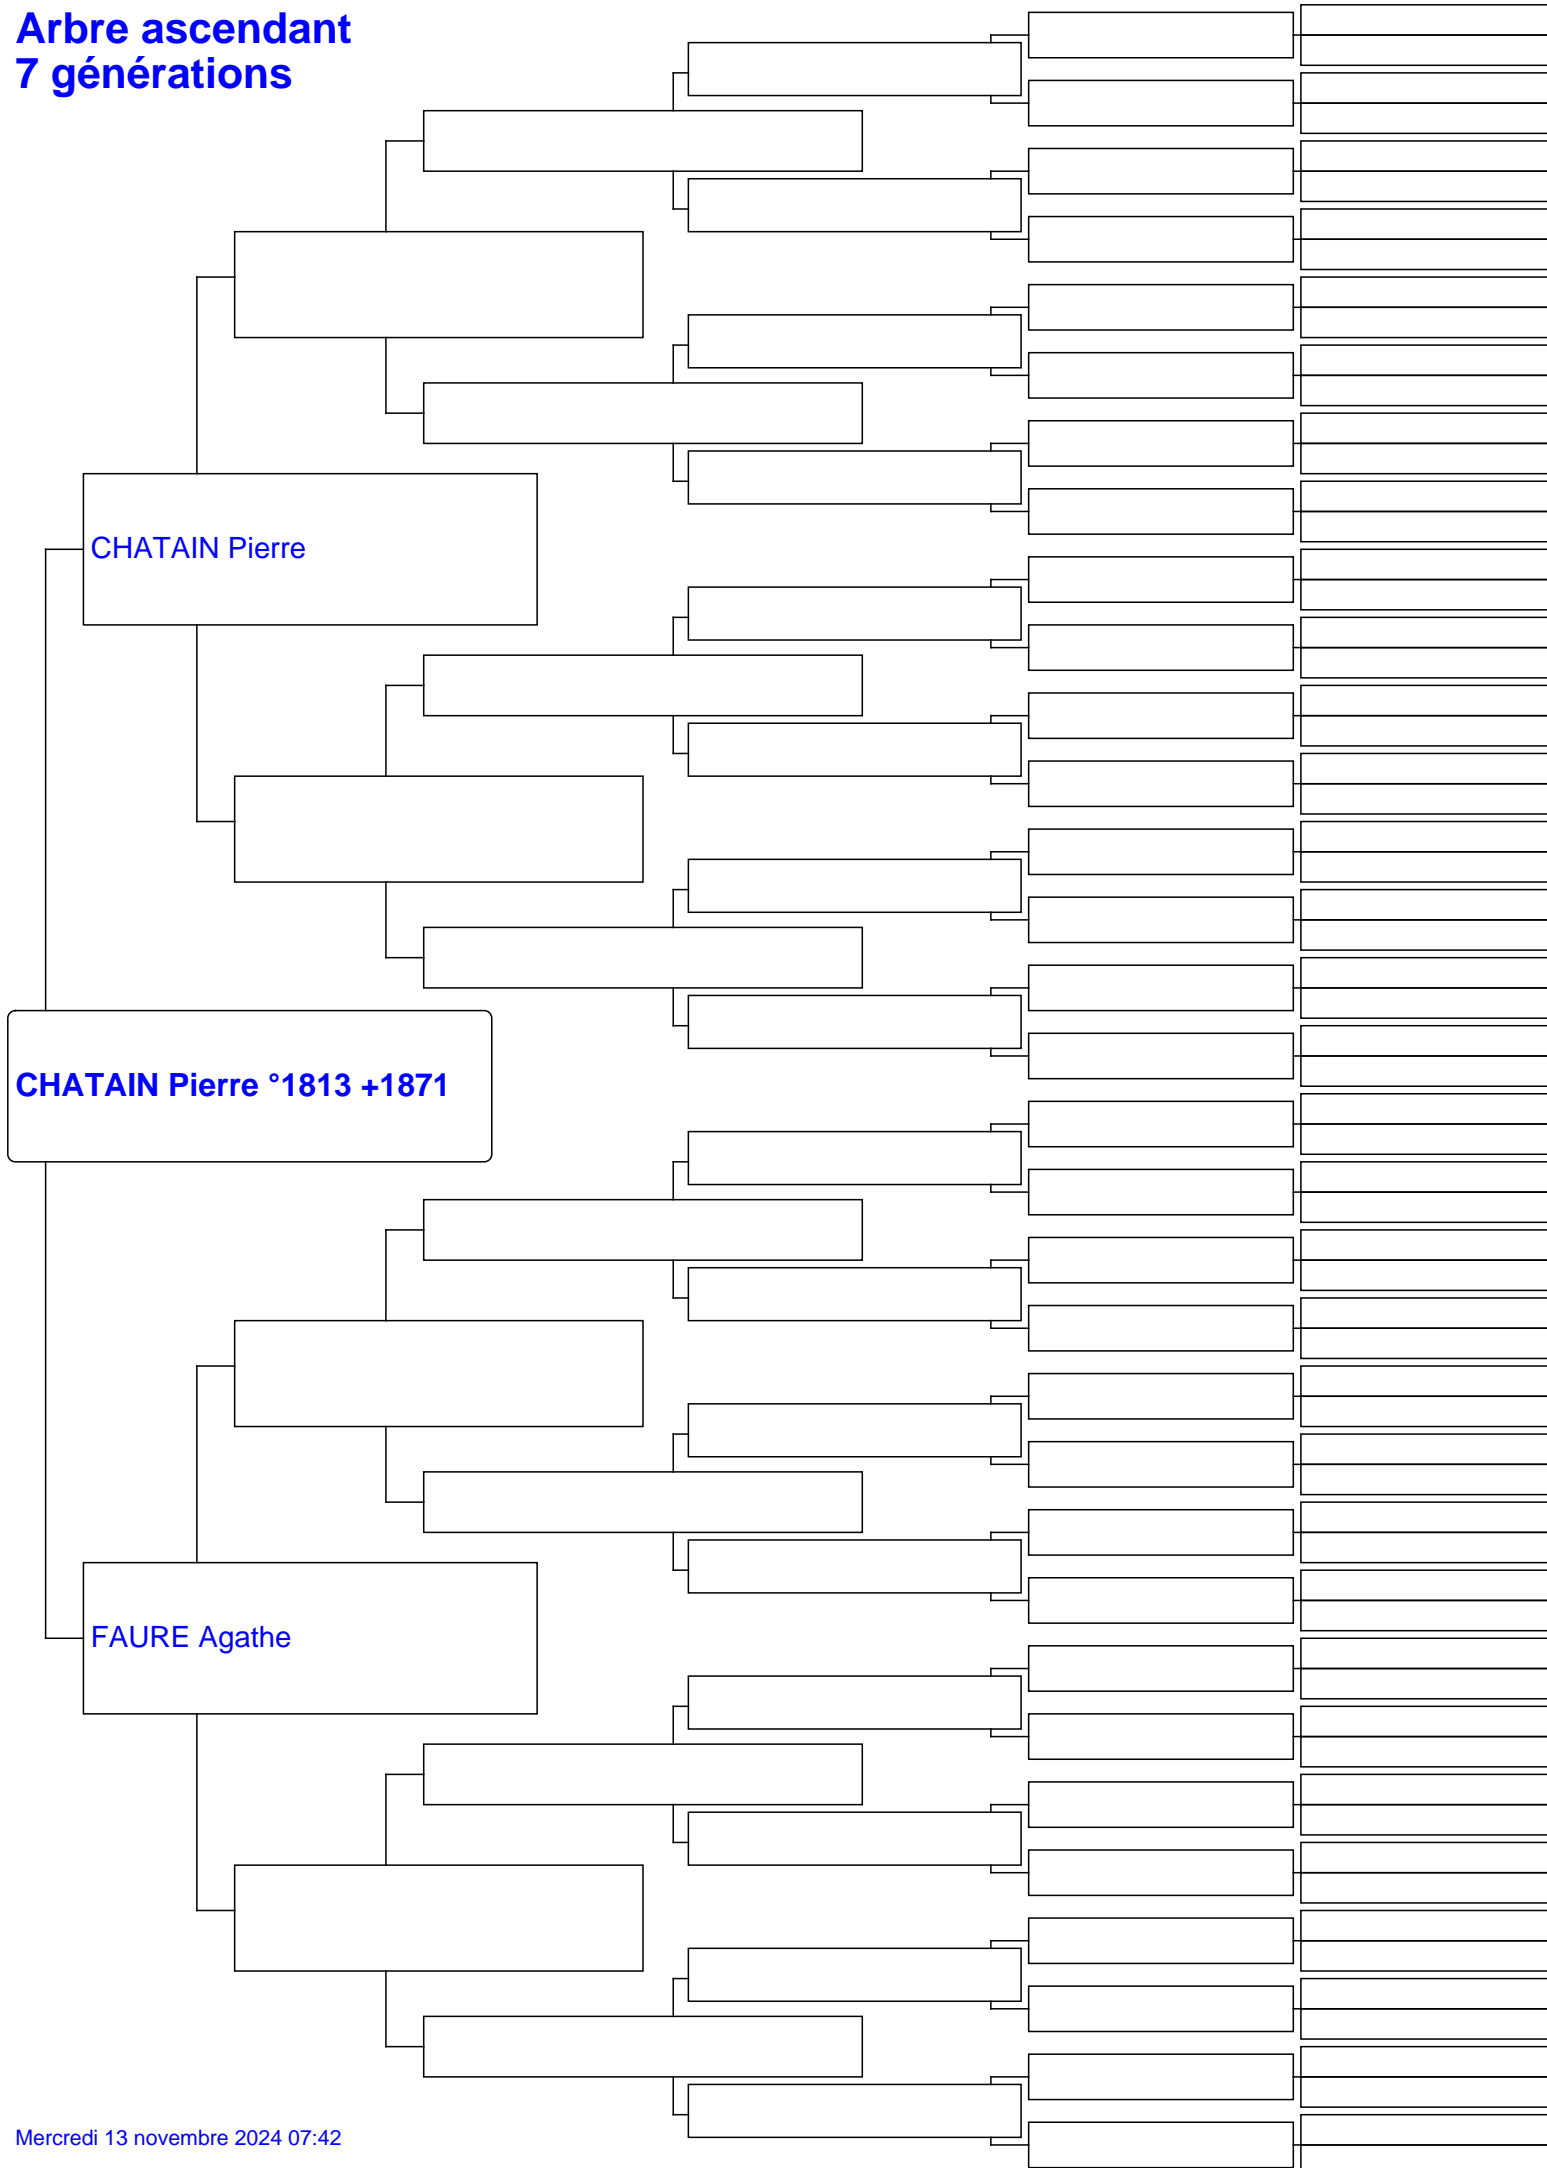 Arbre ascendant
7 générations
CHATAIN Pierre
CHATAIN Pierre °1813 +1871
FAURE Agathe
Mercredi 13 novembre 2024 07:42